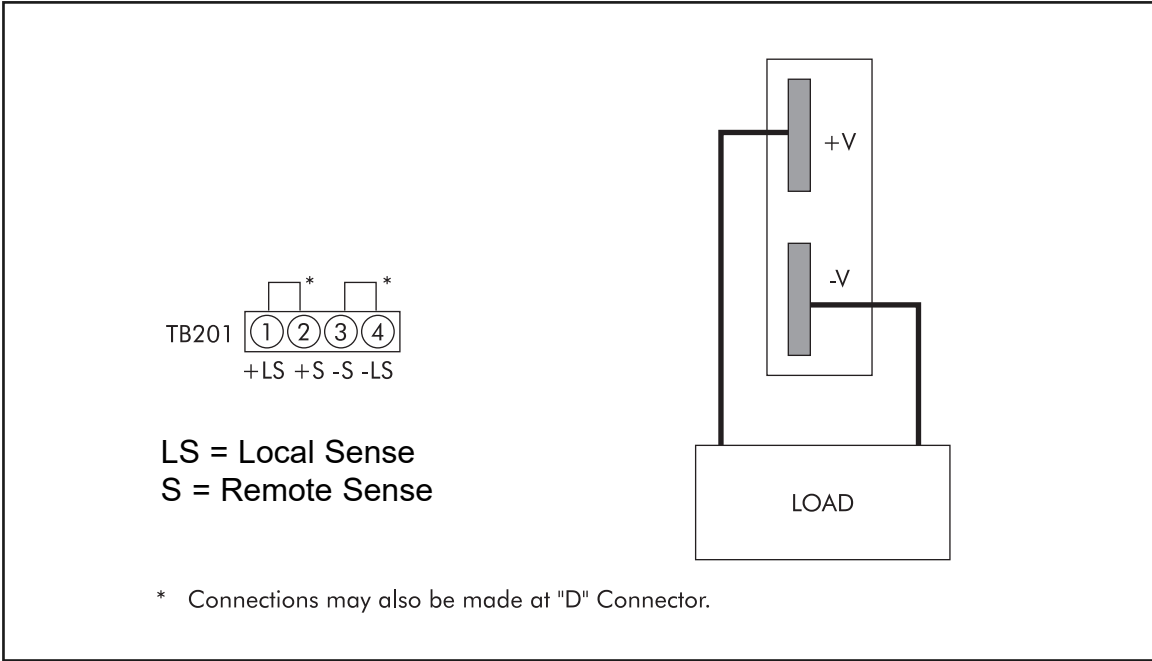 +V
-V
* *
TB201 1 2 3 4
+LS +S -S -LS
LS = Local Sense
S = Remote Sense
LOAD
* Connections may also be made at "D" Connector.